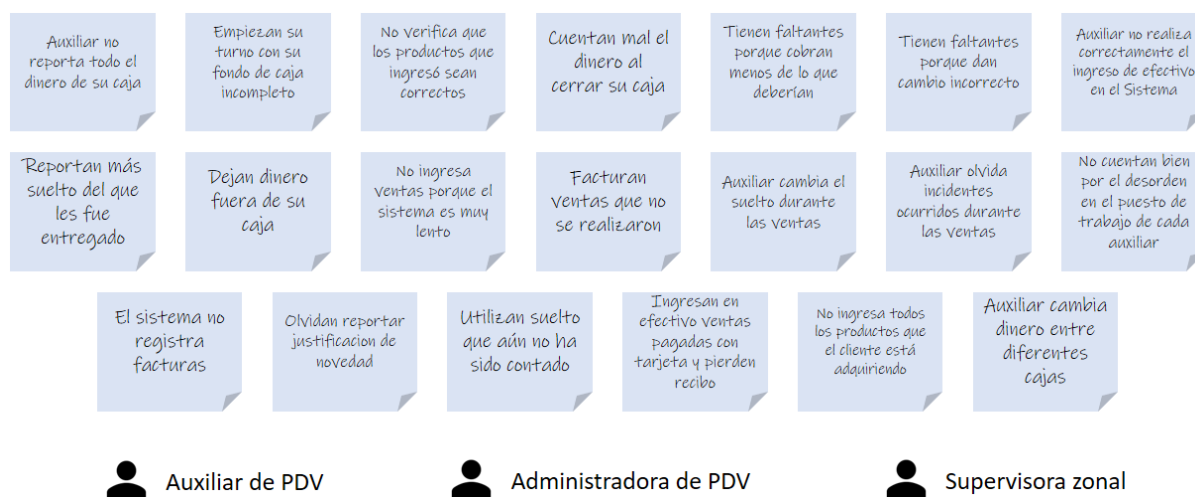 Auxiliar no
reporta todo el
dinero de su caja
Empiezan su
turno con su
fondo de caja
incompleto
No verifica que
los productos que
ingresó sean
correctos
Cuentan mal el
dinero al
cerrar su caja
Tienen faltantes
porque cobran
menos de lo que
deberían
Tienen faltantes
porque dan
cambio incorrecto
Auxiliar no realiza
correctamente el
ingreso de efectivo
en el Sistema
Reportan más
suelto del que
les fue
entregado
Dejan dinero
fuera de su
caja
No ingresa
ventas porque el
sistema es muy
lento
Facturan
ventas que no
se realizaron
Auxiliar cambia el
suelto durante
las ventas
Auxiliar olvida
incidentes
ocurridos durante
las ventas
No cuentan bien
por el desorden
en el puesto de
trabajo de cada
auxiliar
El sistema no
registra
facturas
Olvidan reportar
justificacion de
novedad
Utilizan suelto
que aún no ha
sido contado
Ingresan en
efectivo ventas
pagadas con
tarjeta y pierden
recibo
No ingresa todos
los productos que
el cliente está
adquiriendo
Auxiliar cambia
dinero entre
diferentes
cajas
Auxiliar de PDV
Administradora de PDV
Supervisora zonal